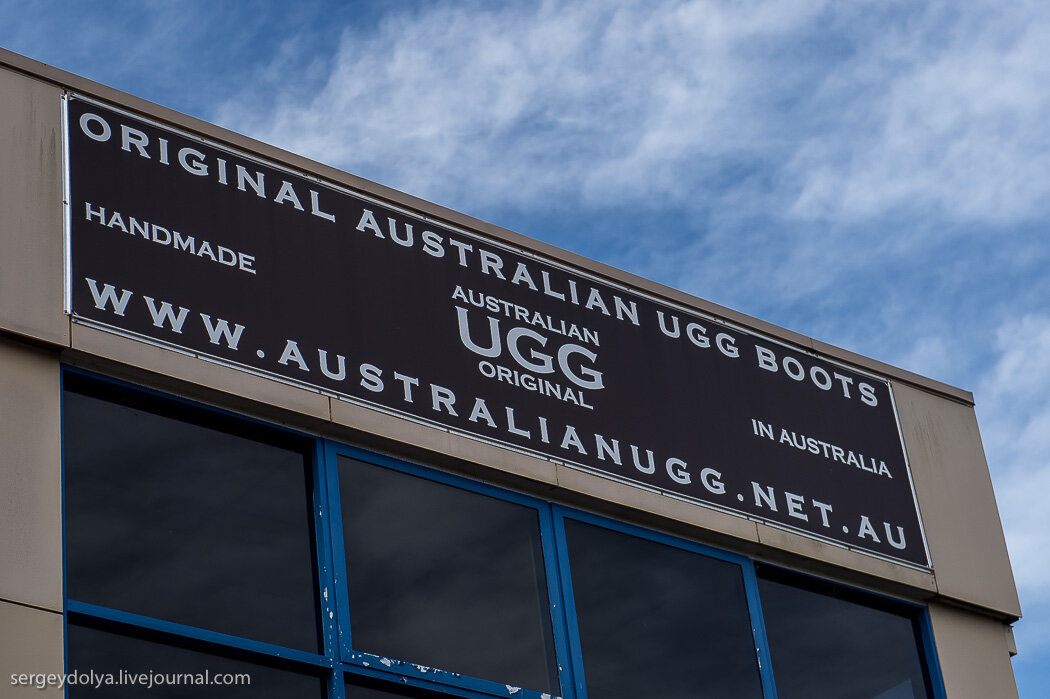 ORIGINAL AUSTRALIAN UGG BOOTS
HANDMADE
AUSTRALIAN
UGG
ORIGINAL
IN AUSTRALIA
WWW.AUSTRALIANUGG.NET.AU
sergeydolya.livejournal.com